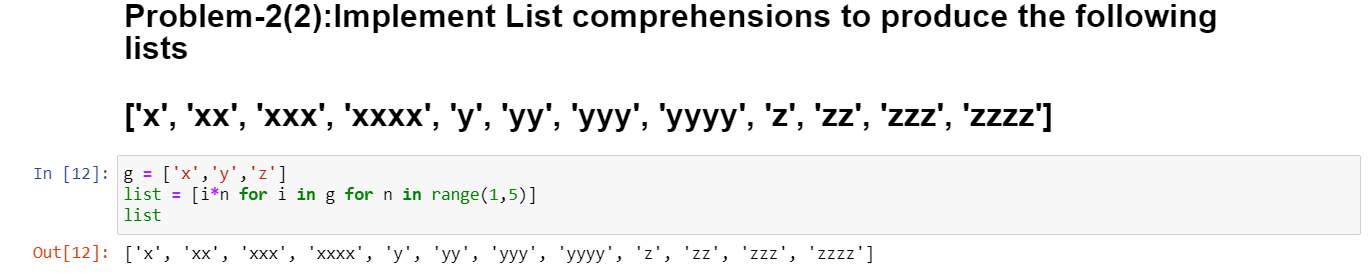 Problem-2(2):Implement List comprehensions to produce the following
lists
['x', 'xx', 'xxx', 'xxxx', 'y', 'yy', 'yyy', 'yyyy', 'z', 'zz', 'zzz', 'zzzz']
In [12]: g = ['x','y','z']
list = [i*n for i in g for n in range(1,5)]
list
Out[12]: ['x', 'xx', 'xxx', 'xxxx', 'y', 'yy', 'yyy', 'yyyy', 'z', 'zz', 'zzz', 'zzzz']